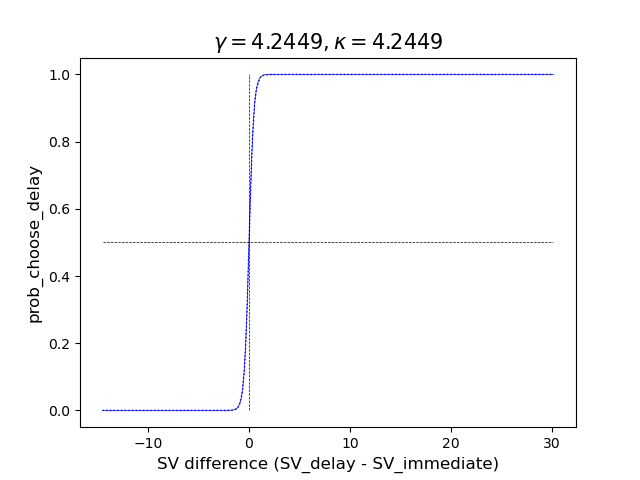 γ = 4.2449, κ = 4.2449
1.0
0.8
0.6
0.4
0.2
0.0
prob_choose_delay
−10 0 10 20 30
SV difference (SV_delay - SV_immediate)